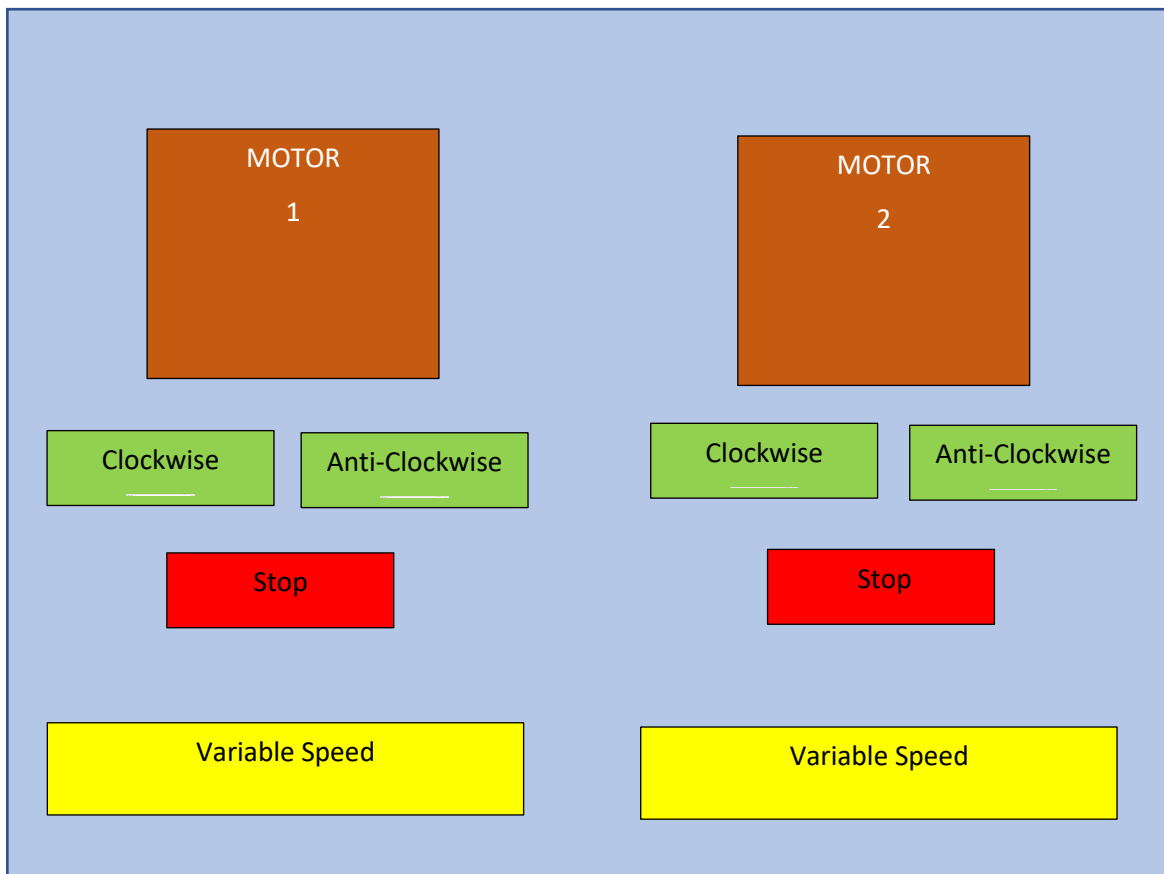 MOTOR
1
MOTOR
2
Clockwise
Anti-Clockwise
Clockwise
Anti-Clockwise
Stop
Stop
Variable Speed
Variable Speed